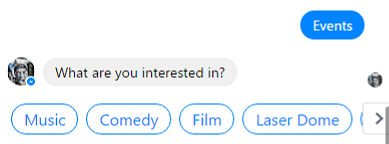 Events
What are you interested in?
Music Comedy Film Laser Dome